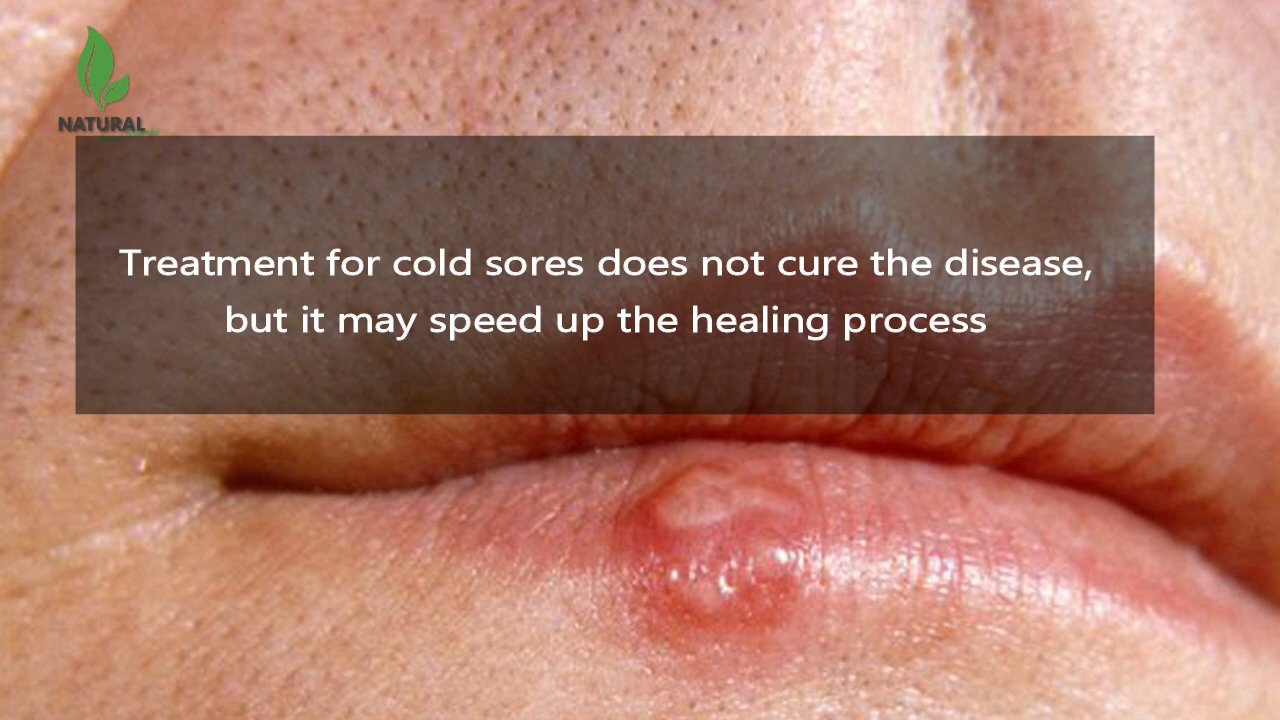 NATURAL
Treatment for cold sores does not cure the disease,
but it may speed up the healing process